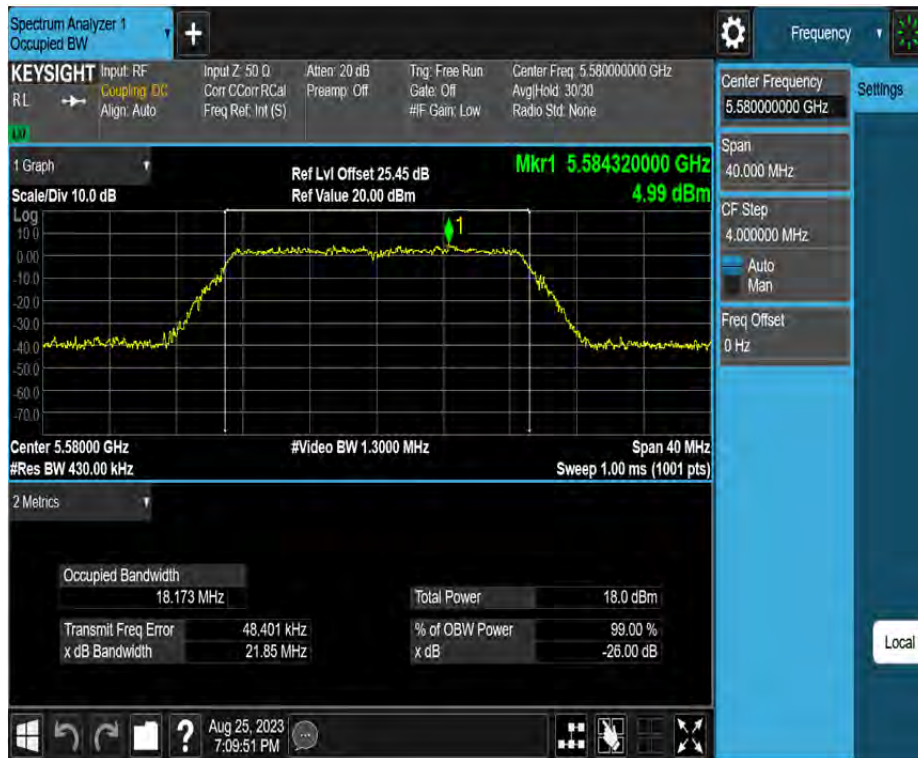 Spectrum Analyzer 1
Occupied BW
+
Frequency
KEYSIGHT
RL
Input: RF
Coupling: DC
Align: Auto
Input Z: 50 Ω
Corr CCorr RCal
Freq Ref: Int (S)
Atten: 20 dB
Preamp: Off
Trig: Free Run
Gate: Off
#IF Gain: Low
Center Freq: 5.580000000 GHz
Avg|Hold: 30/30
Radio Std: None
Center Frequency
5.580000000 GHz
Settings
Span
40.000 MHz
CF Step
4.000000 MHz
Auto
Man
Freq Offset
0 Hz
1 Graph
Scale/Div 10.0 dB
Ref Lvl Offset 25.45 dB
Ref Value 20.00 dBm
Mkr1 5.584320000 GHz
4.99 dBm
Log
10.0
0.00
-10.0
-20.0
-30.0
-40.0
-50.0
-60.0
-70.0
1
Center 5.58000 GHz
#Video BW 1.3000 MHz
Span 40 MHz
#Res BW 430.00 kHz
Sweep 1.00 ms (1001 pts)
2 Metrics
Occupied Bandwidth
18.173 MHz
Total Power 18.0 dBm
Transmit Freq Error 48.401 kHz
% of OBW Power 99.00 %
x dB Bandwidth 21.85 MHz
x dB -26.00 dB
Local
?
Aug 25, 2023
7:09:51 PM